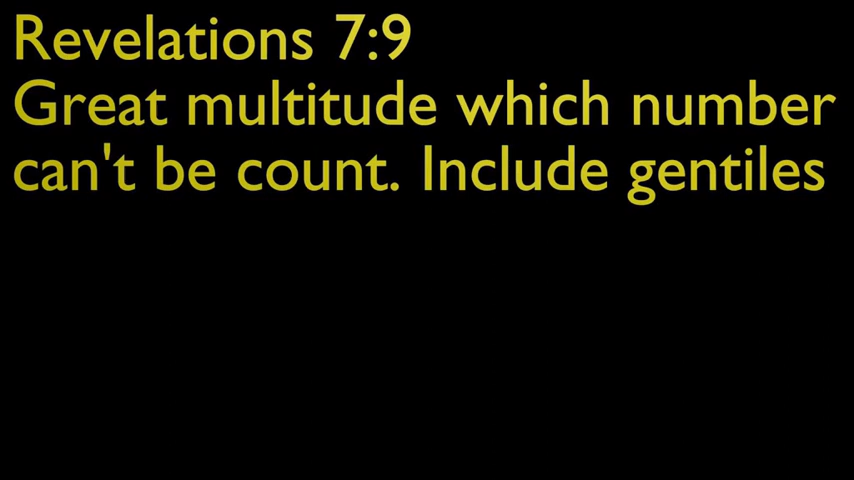 Revelations 7:9
Great multitude which number
can't be count. Include gentiles